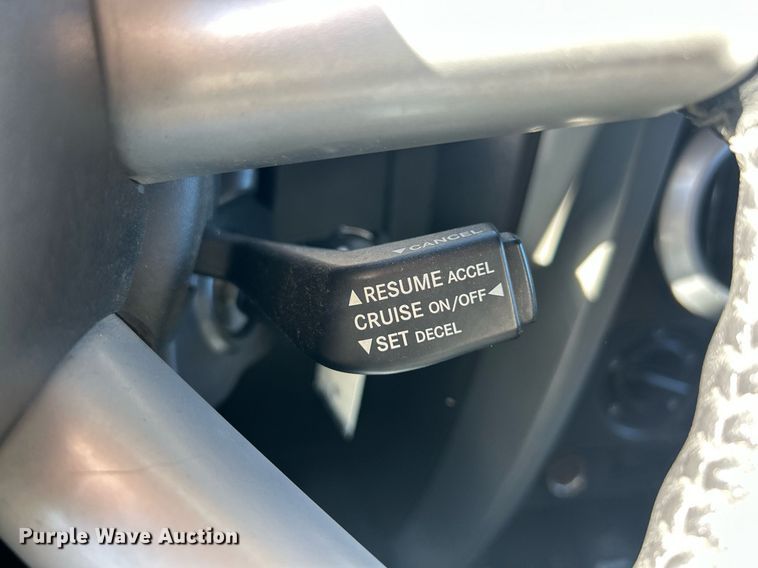 ▼CANCEL
▲RESUME ACCEL
CRUISE ON/OFF◀
▼SET DECEL
Purple Wave Auction